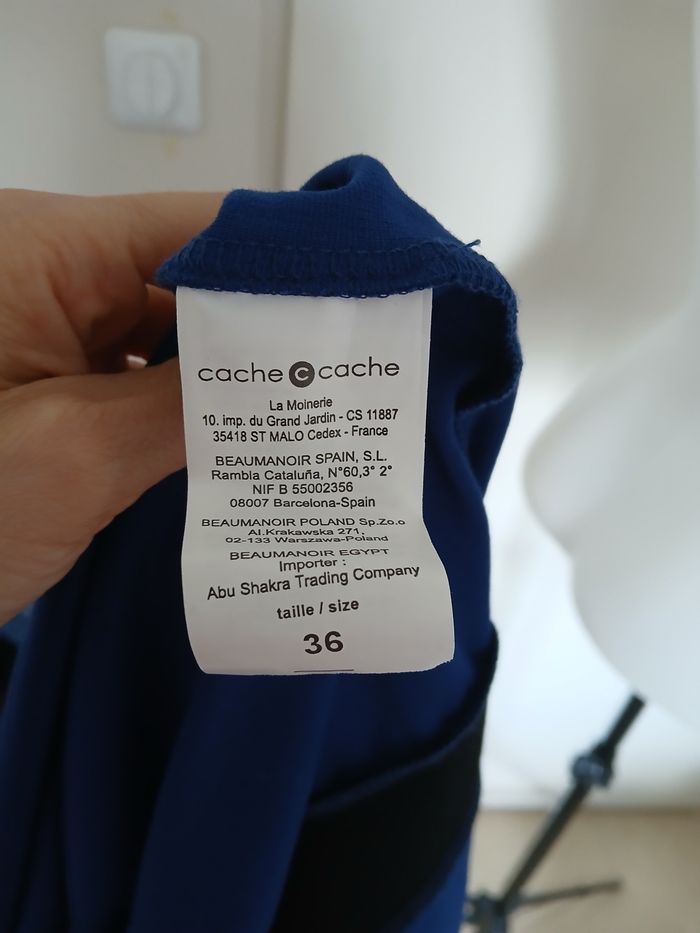 cache c cache
La Moinerie
10. imp. du Grand Jardin - CS 11887
35418 ST MALO Cedex - France
BEAUMANOIR SPAIN, S.L.
Rambla Cataluña, N°60,3° 2°
NIF B 55002356
08007 Barcelona-Spain
BEAUMANOIR POLAND Sp.Zo.o
Al.Krakawska 271,
02-133 Warszawa-Poland
BEAUMANOIR EGYPT
Importer :
Abu Shakra Trading Company
taille / size
36